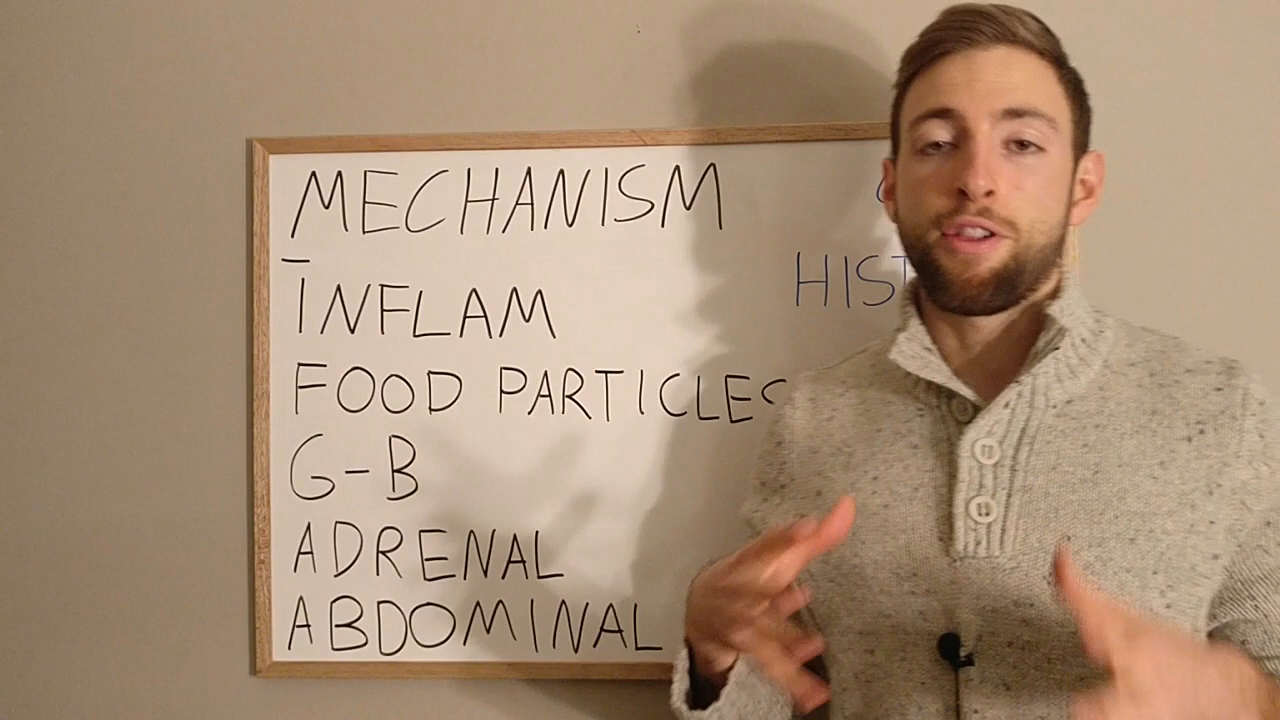 MECHANISM
INFLAM
FOOD PARTICLES
G-B
ADRENAL
ABDOMINAL